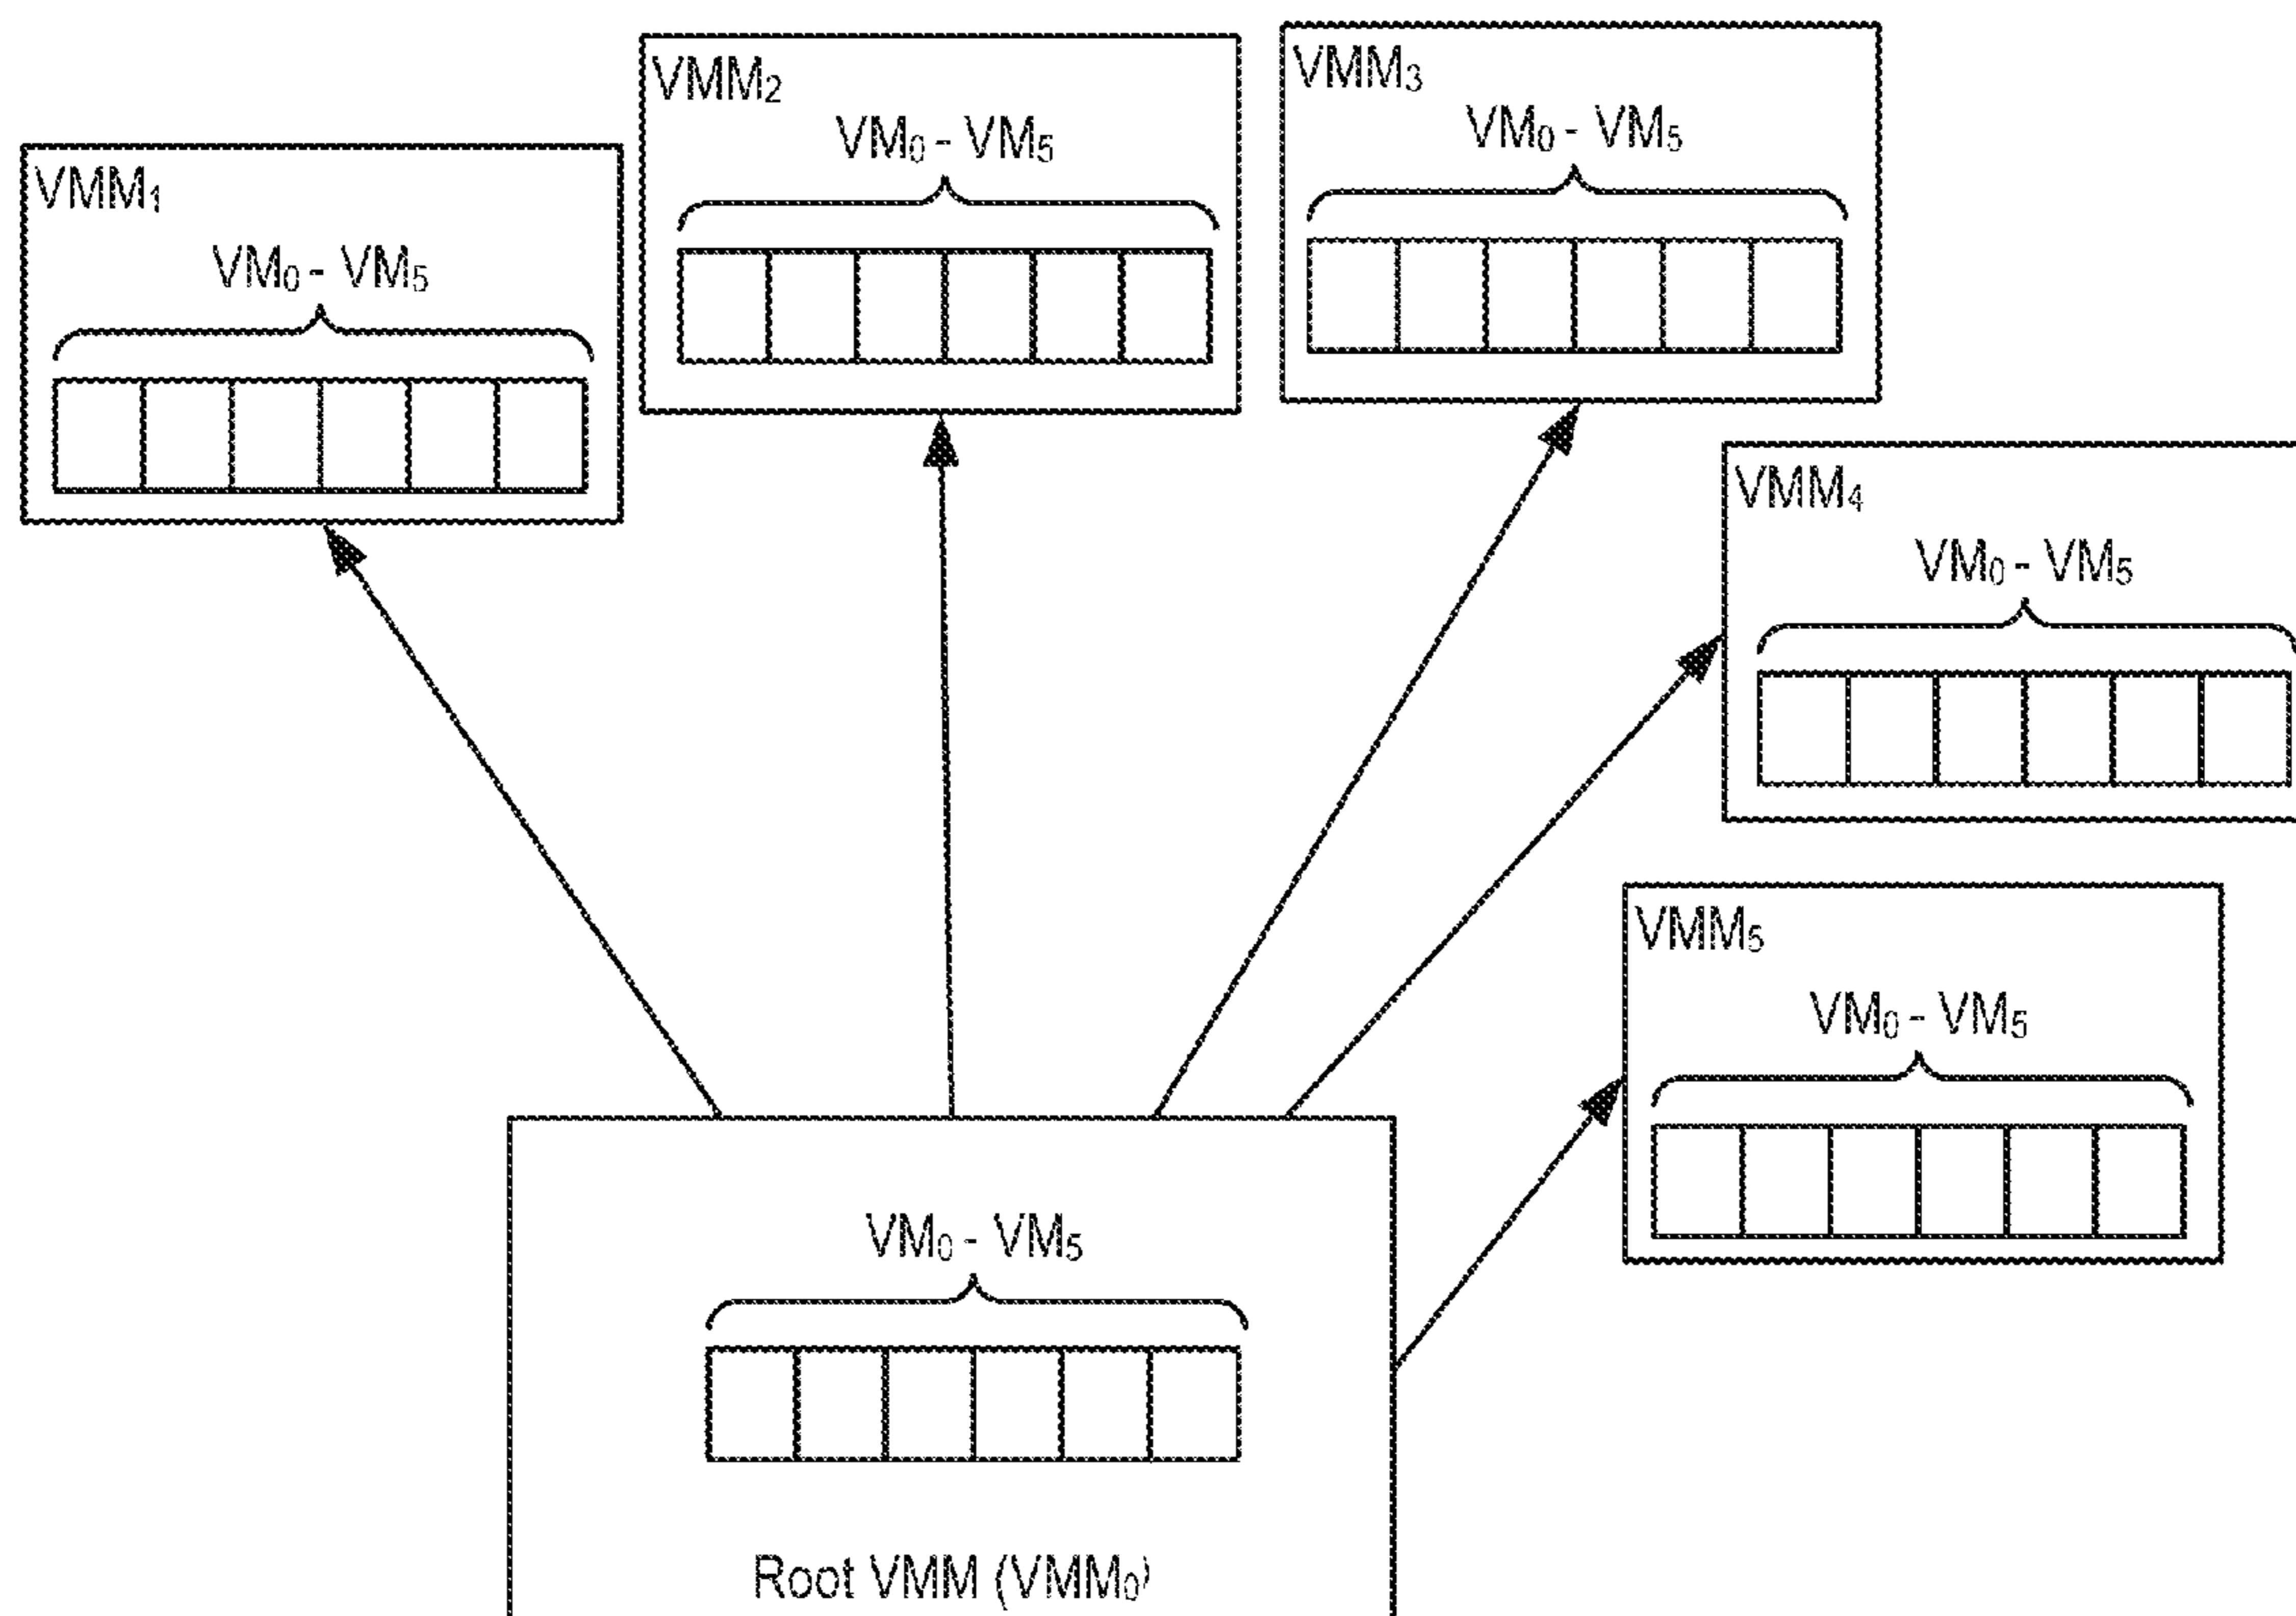 VMM₁
VM₀ - VM₅
VMM₂
VM₀ - VM₅
VMM₃
VM₀ - VM₅
VMM₄
VM₀ - VM₅
VMM₅
VM₀ - VM₅
VM₀ - VM₅
Root VMM (VMM₀)